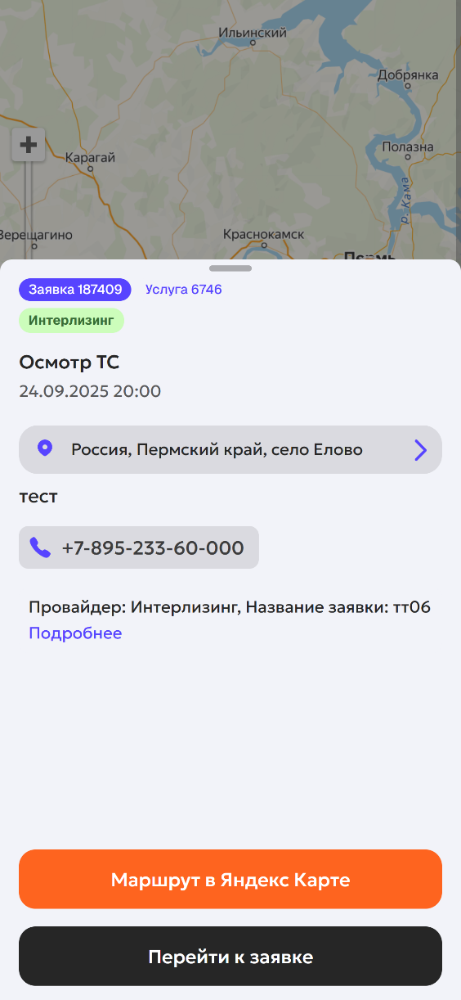 Ильинский
Добрянка
Полазна
Карагай
р. Кама
Верещагино
Краснокамск
Пермь
Заявка 187409
Услуга 6746
Интерлизинг
Осмотр ТС
24.09.2025 20:00
Россия, Пермский край, село Елово
тест
+7-895-233-60-000
Провайдер: Интерлизинг, Название заявки: тт06
Подробнее
Маршрут в Яндекс Карте
Перейти к заявке